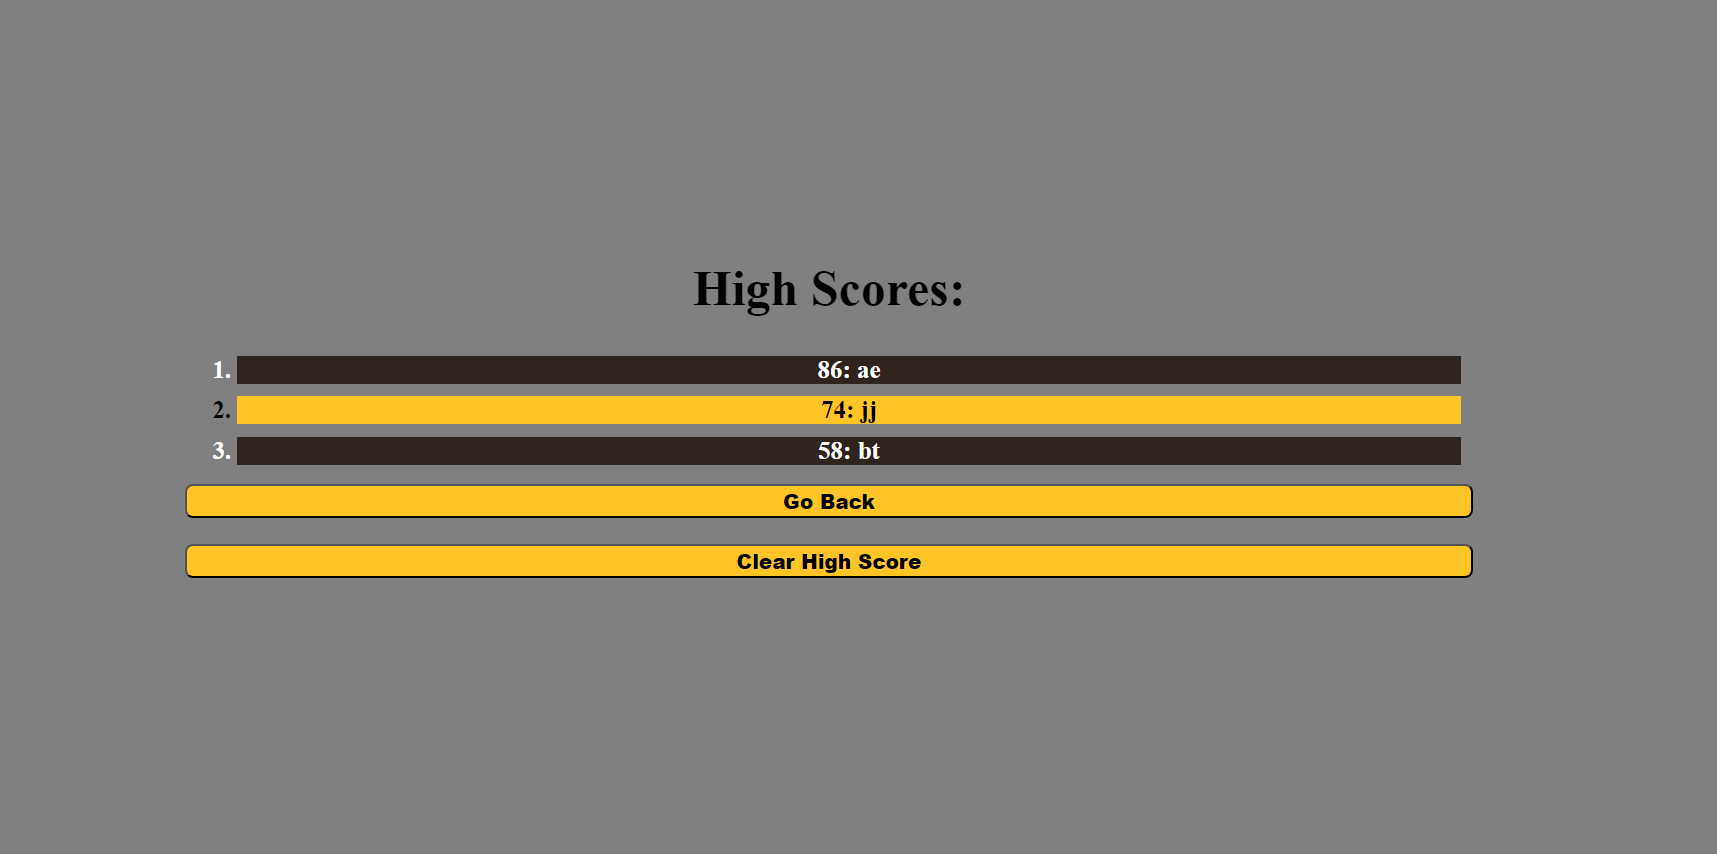 High Scores:
1. 86: ae
2. 74: jj
3. 58: bt
Go Back
Clear High Score